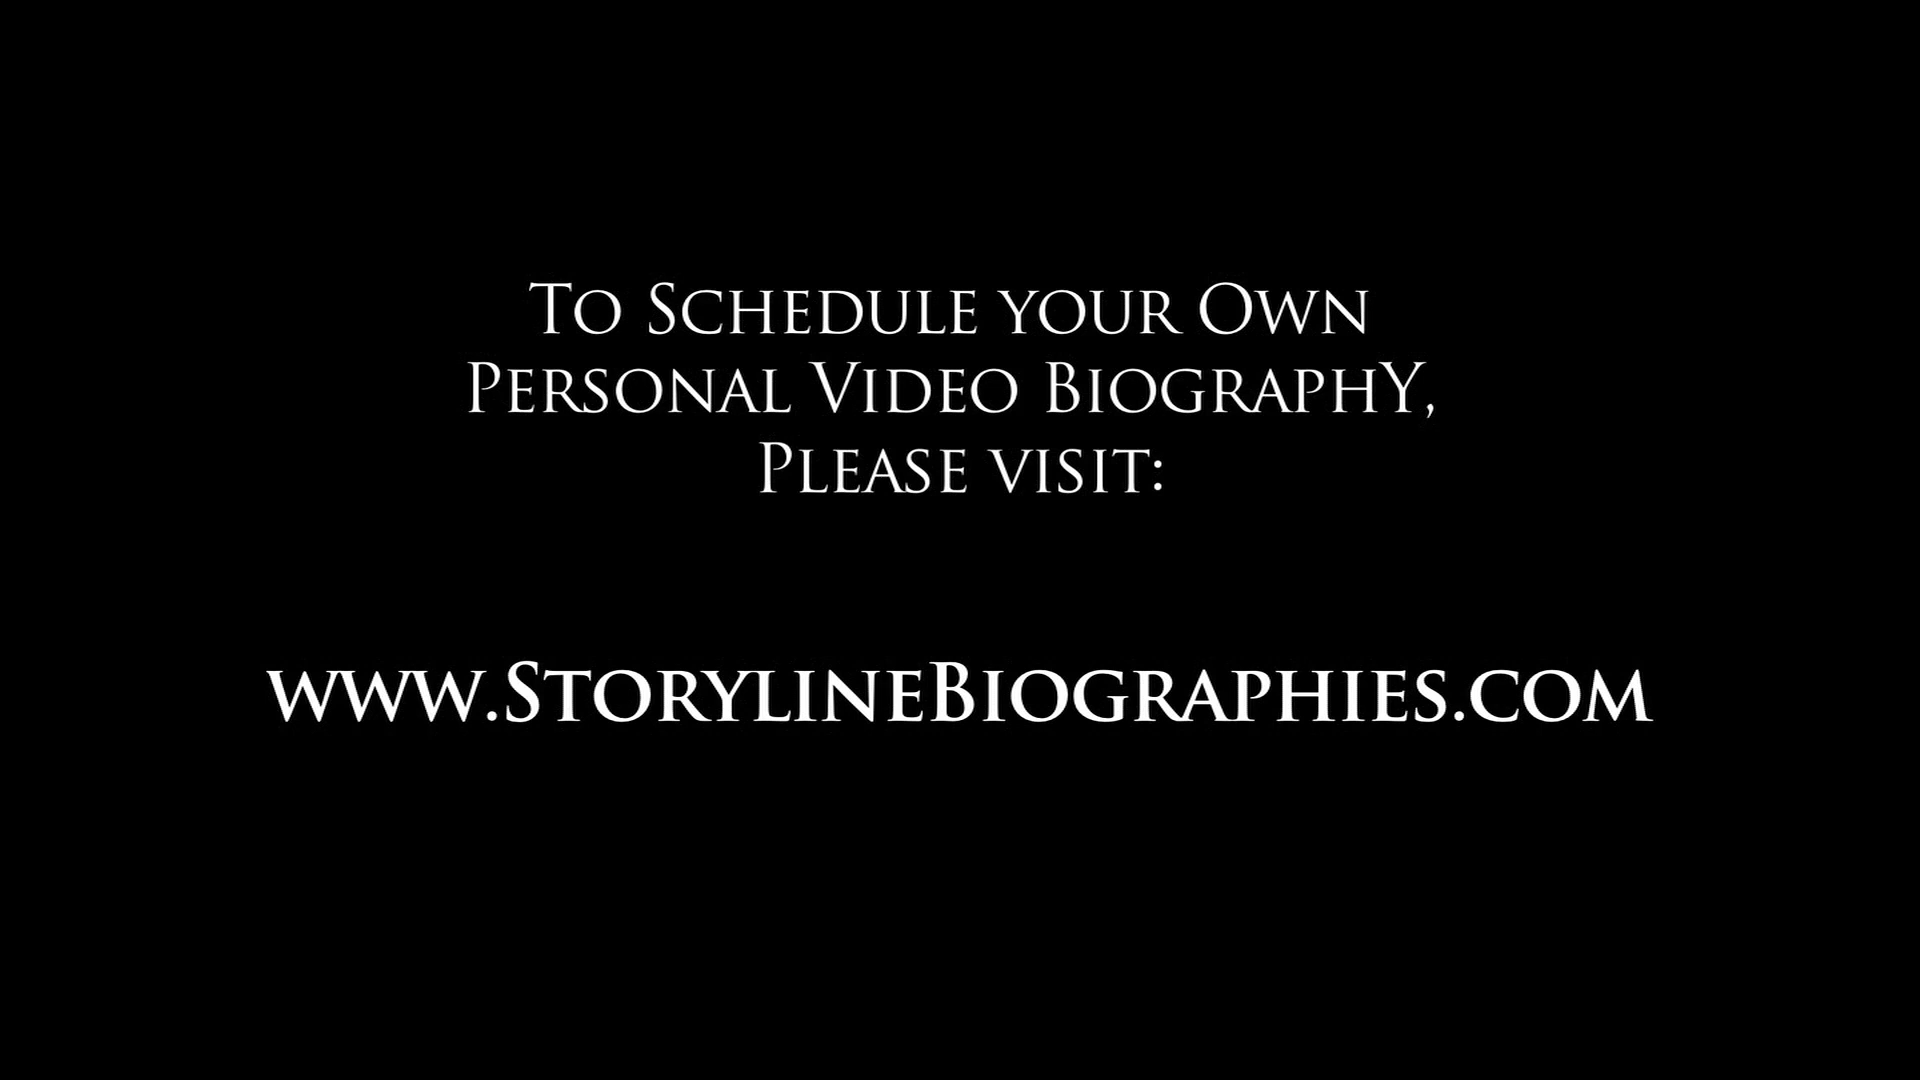 To Schedule your Own
Personal Video BiographY,
Please visit:
www.StorylineBiographies.com